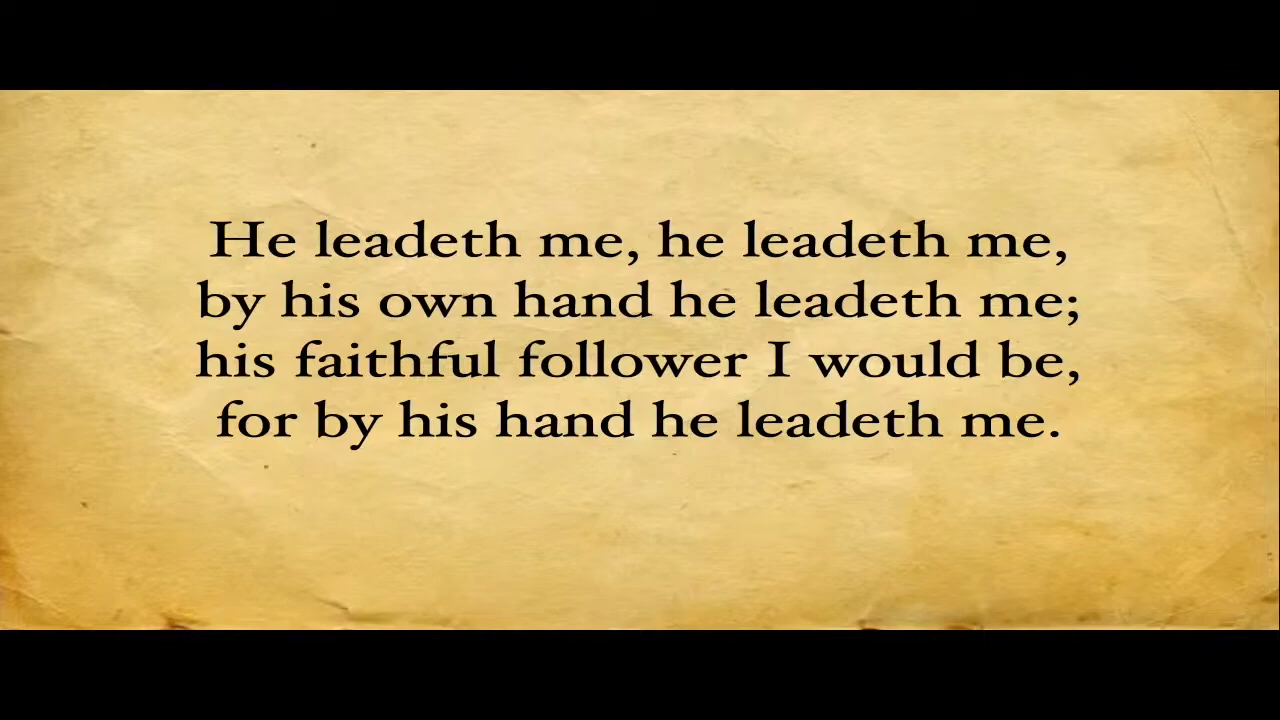 He leadeth me, he leadeth me,
by his own hand he leadeth me;
his faithful follower I would be,
for by his hand he leadeth me.